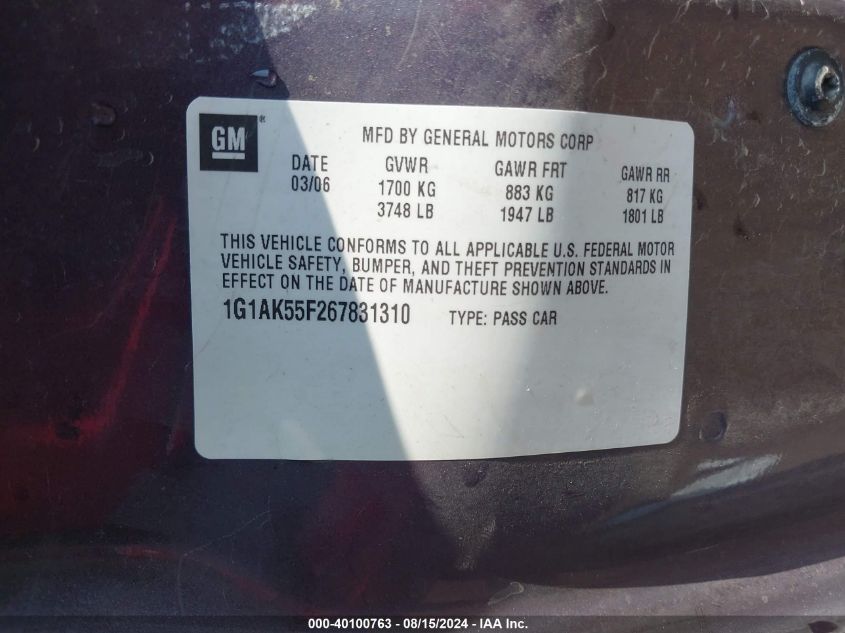 GM®
MFD BY GENERAL MOTORS CORP
DATE GVWR GAWR FRT GAWR RR
03/06 1700 KG 883 KG 817 KG
3748 LB 1947 LB 1801 LB
THIS VEHICLE CONFORMS TO ALL APPLICABLE U.S. FEDERAL MOTOR
VEHICLE SAFETY, BUMPER, AND THEFT PREVENTION STANDARDS IN
EFFECT ON THE DATE OF MANUFACTURE SHOWN ABOVE.
1G1AK55F267831310 TYPE: PASS CAR
000-40100763 - 08/15/2024 - IAA Inc.